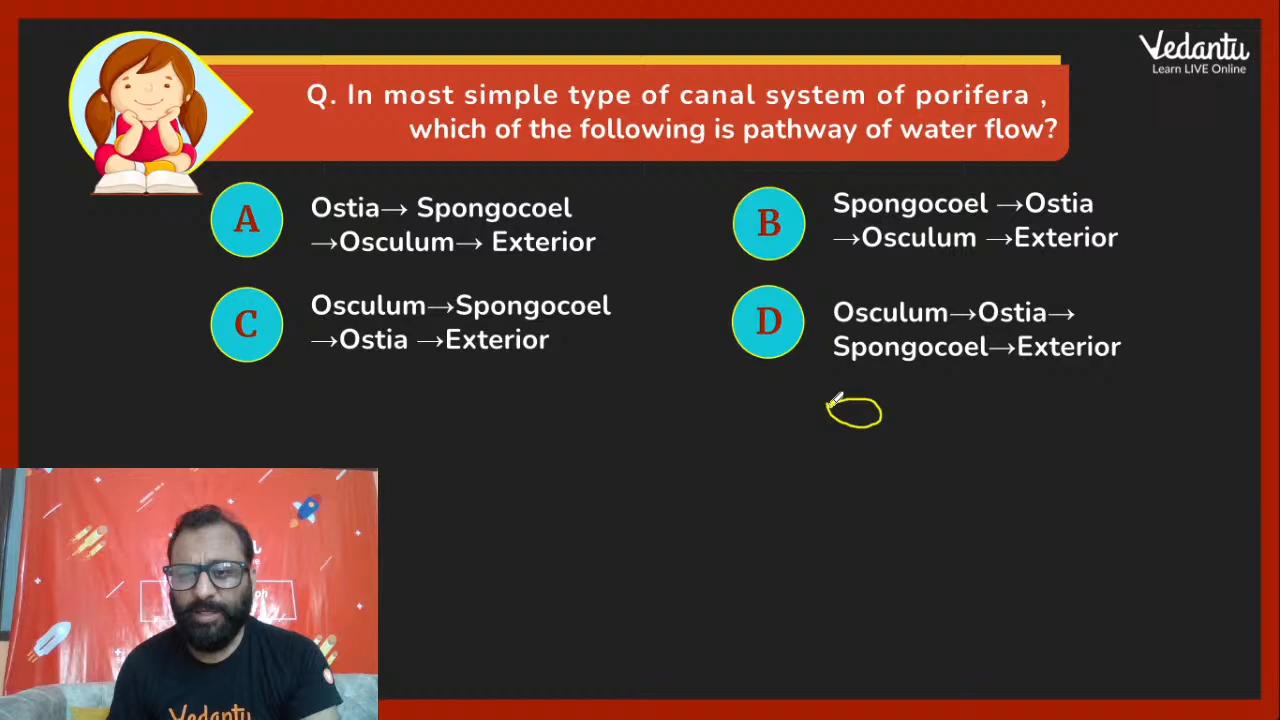 Vedantu
Learn LIVE Online
Q. In most simple type of canal system of porifera ,
which of the following is pathway of water flow?
A
Ostia→ Spongocoel
→Osculum→ Exterior
B
Spongocoel →Ostia
→Osculum →Exterior
C
Osculum→Spongocoel
→Ostia →Exterior
D
Osculum→Ostia→
Spongocoel→Exterior
Vedantu